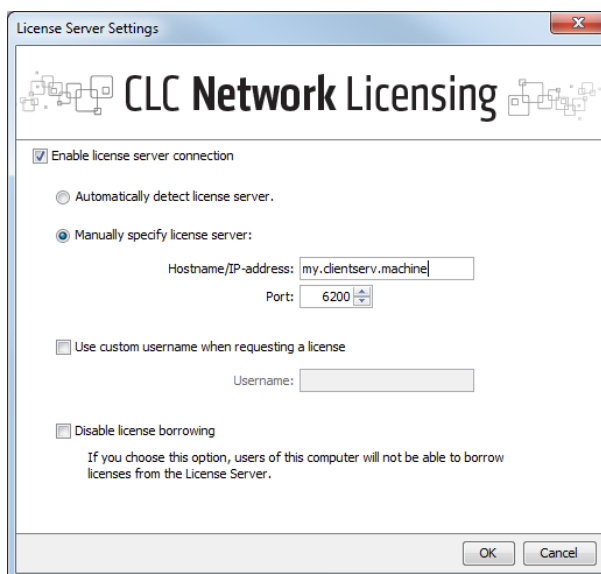 License Server Settings
CLC Network Licensing
Enable license server connection
Automatically detect license server.
Manually specify license server:
Hostname/IP-address: my.clientserv.machine
Port: 6200
Use custom username when requesting a license
Username:
Disable license borrowing
If you choose this option, users of this computer will not be able to borrow
licenses from the License Server.
OK Cancel